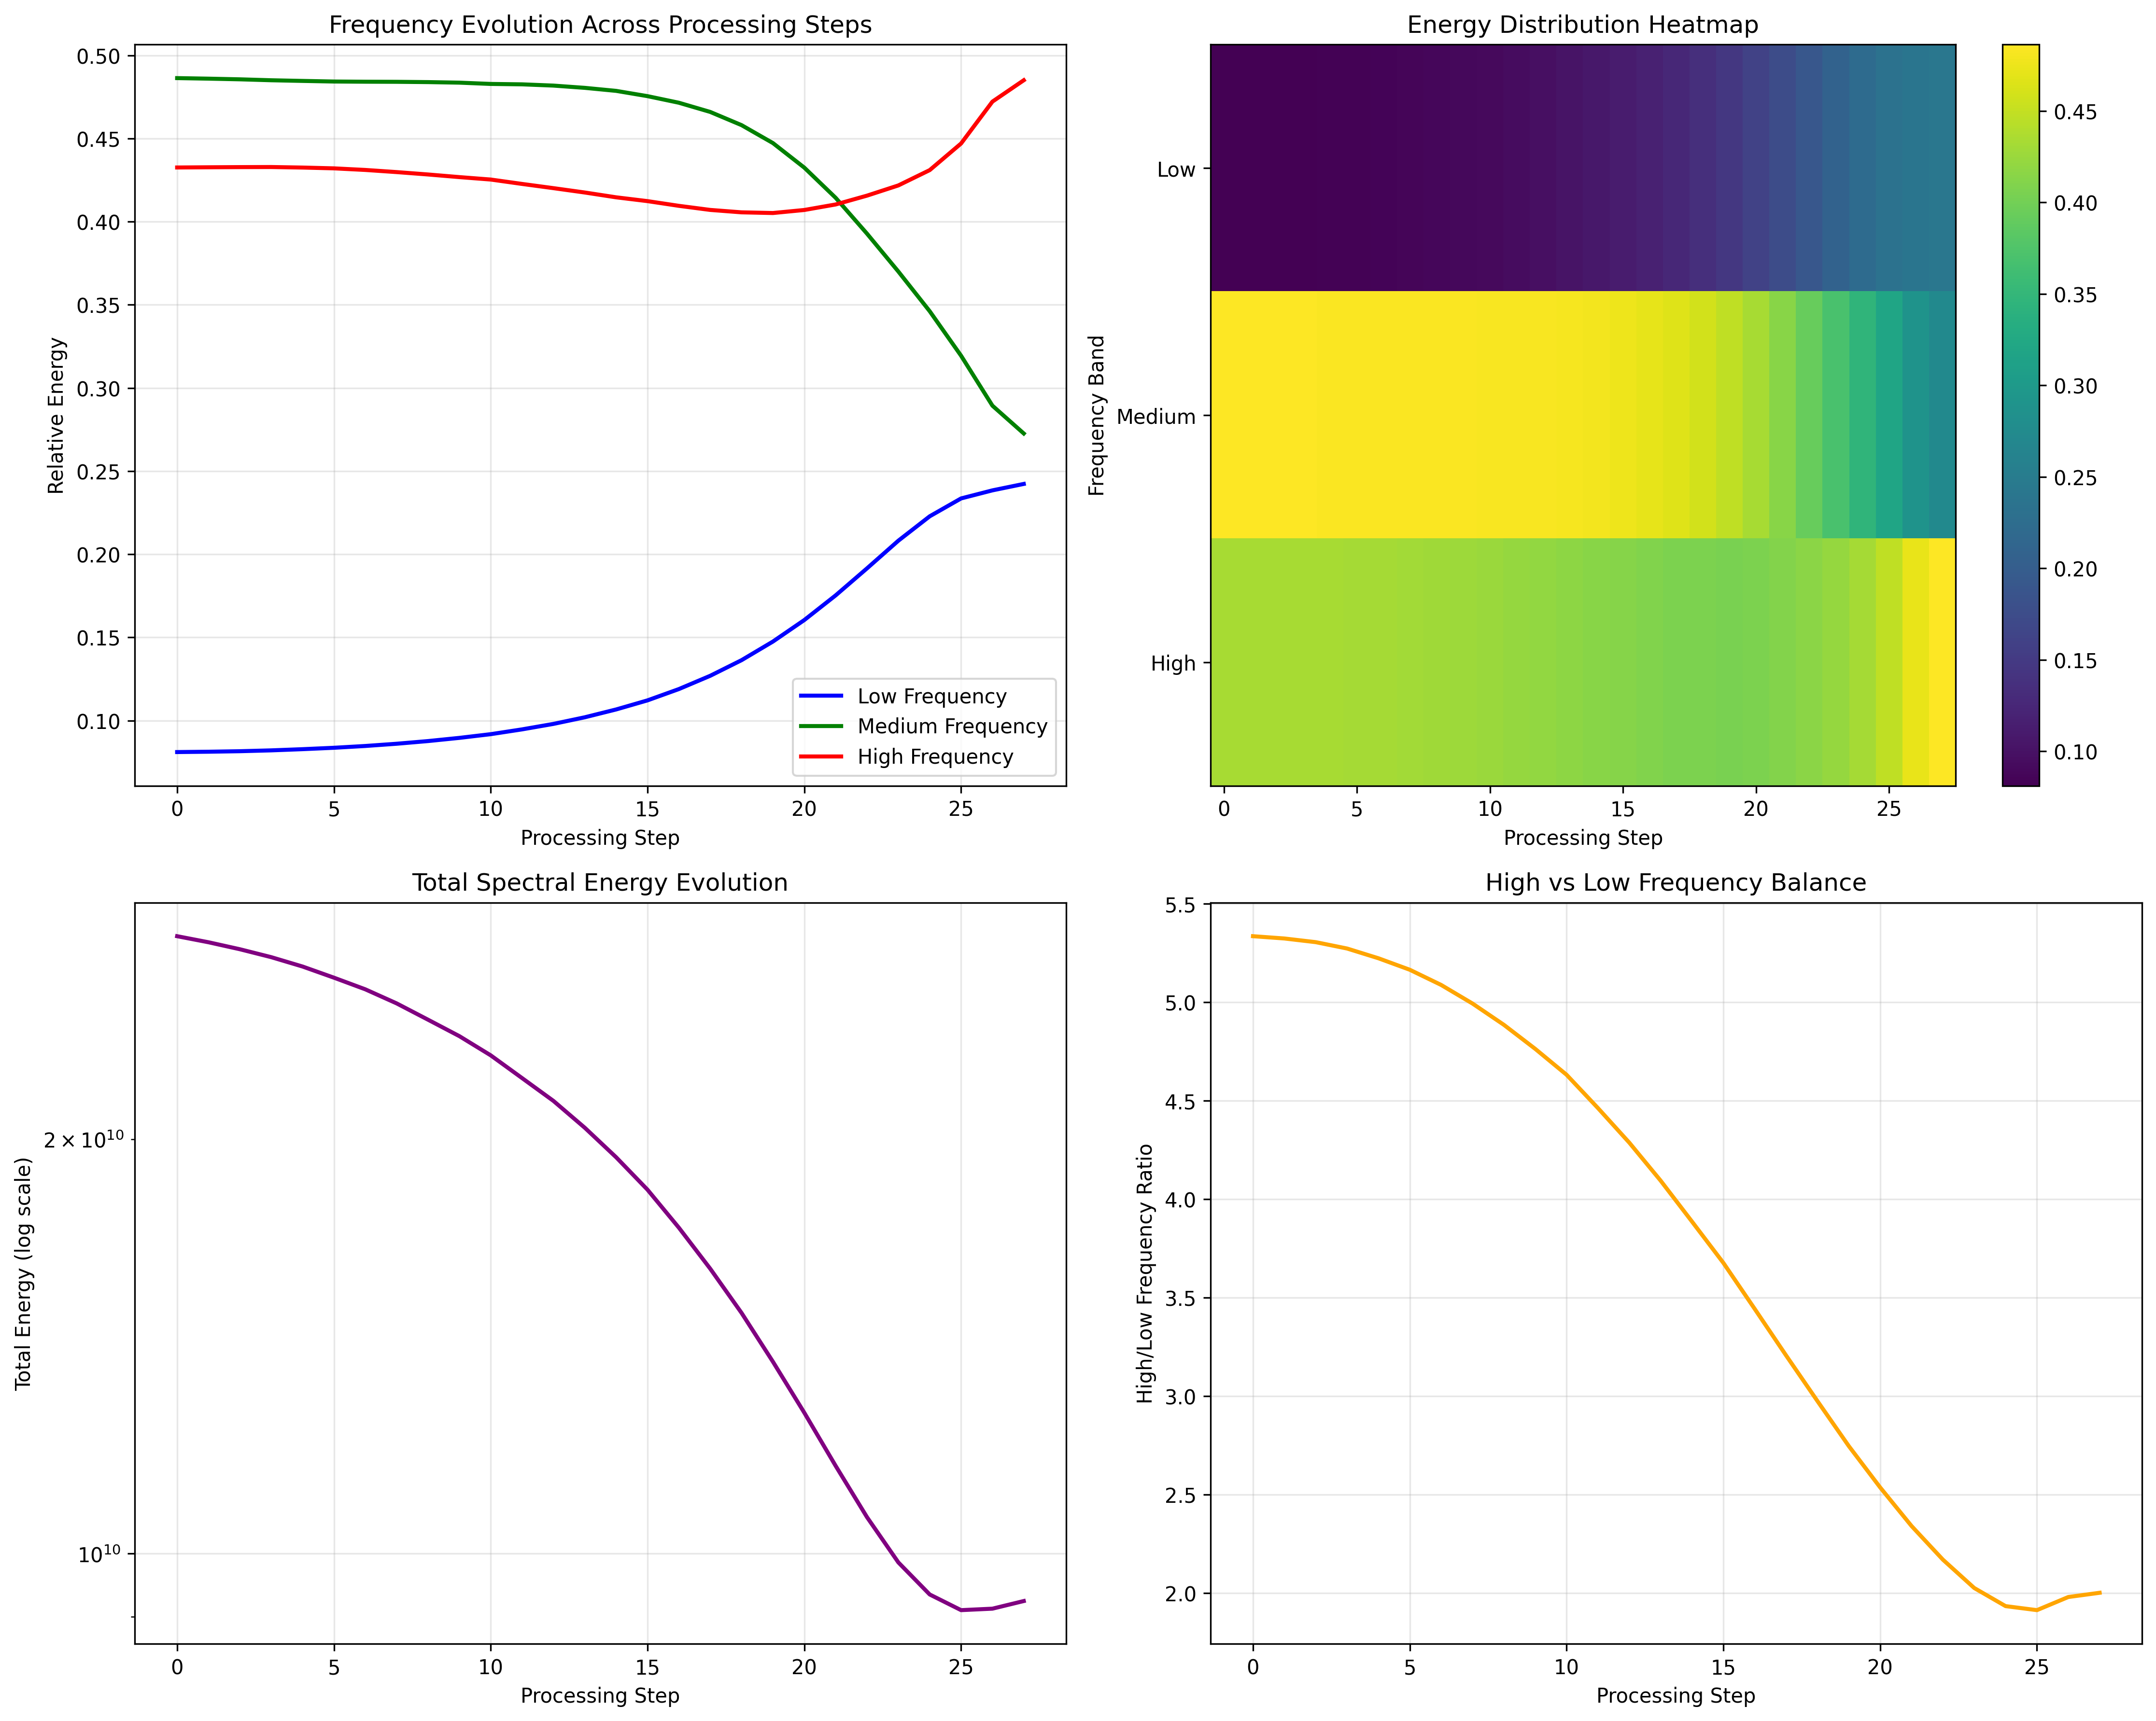 Frequency Evolution Across Processing Steps
Relative Energy
0.50
0.45
0.40
0.35
0.30
0.25
0.20
0.15
0.10
Low Frequency
Medium Frequency
High Frequency
0 5 10 15 20 25
Processing Step
Energy Distribution Heatmap
Frequency Band
Low
Medium
High
0 5 10 15 20 25
Processing Step
0.45
0.40
0.35
0.30
0.25
0.20
0.15
0.10
Total Spectral Energy Evolution
Total Energy (log scale)
2 × 10¹⁰
10¹⁰
0 5 10 15 20 25
Processing Step
High vs Low Frequency Balance
High/Low Frequency Ratio
5.5
5.0
4.5
4.0
3.5
3.0
2.5
2.0
0 5 10 15 20 25
Processing Step